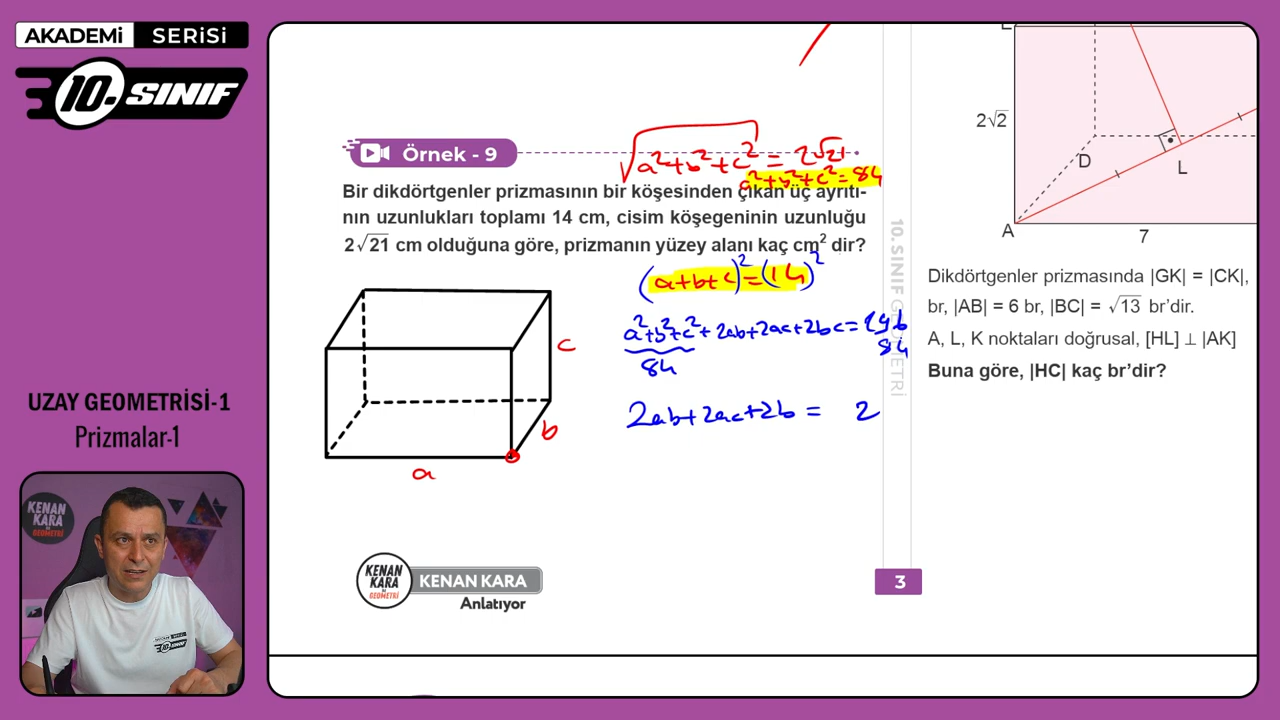 AKADEMİ SERİSİ
10. SINIF
UZAY GEOMETRİSİ-1
Prizmalar-1
KENAN
KARA
GEOMETRİ
10. SINIF
Örnek - 9
√a²+b²+c² = 2√21
a²+b²+c²=84
Bir dikdörtgenler prizmasının bir köşesinden çıkan üç ayrıtı-
nın uzunlukları toplamı 14 cm, cisim köşegeninin uzunluğu
2√21 cm olduğuna göre, prizmanın yüzey alanı kaç cm² dir?
(a+b+c)²=(14)²
a²+b²+c²+2ab+2ac+2bc=196
84
84
2ab+2ac+2b = 2
c
b
a
KENAN
KARA
GEOMETRİ
KENAN KARA
Anlatıyor
10. SINIF GEOMETRİ
3
2√2
D
L
A
7
Dikdörtgenler prizmasında |GK| = |CK|,
br, |AB| = 6 br, |BC| = √13 br'dir.
A, L, K noktaları doğrusal, [HL] ⊥ |AK]
Buna göre, |HC| kaç br'dir?